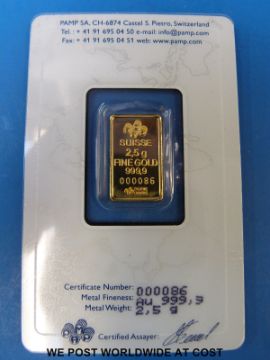 PAMP SA, CH-6874 Castel S. Pietro, Switzerland
Tel.: + 41 91 695 04 50 e-mail: info@pamp.com
Fax: + 41 91 695 04 51 web: www.pamp.com
SUISSE
2,5 g
FINE GOLD
999,9
000086
Certificate Number: 000086
Metal Fineness: Au 999,9
Metal Weight: 2,5 g
Certified Assayer:
WE POST WORLDWIDE AT COST